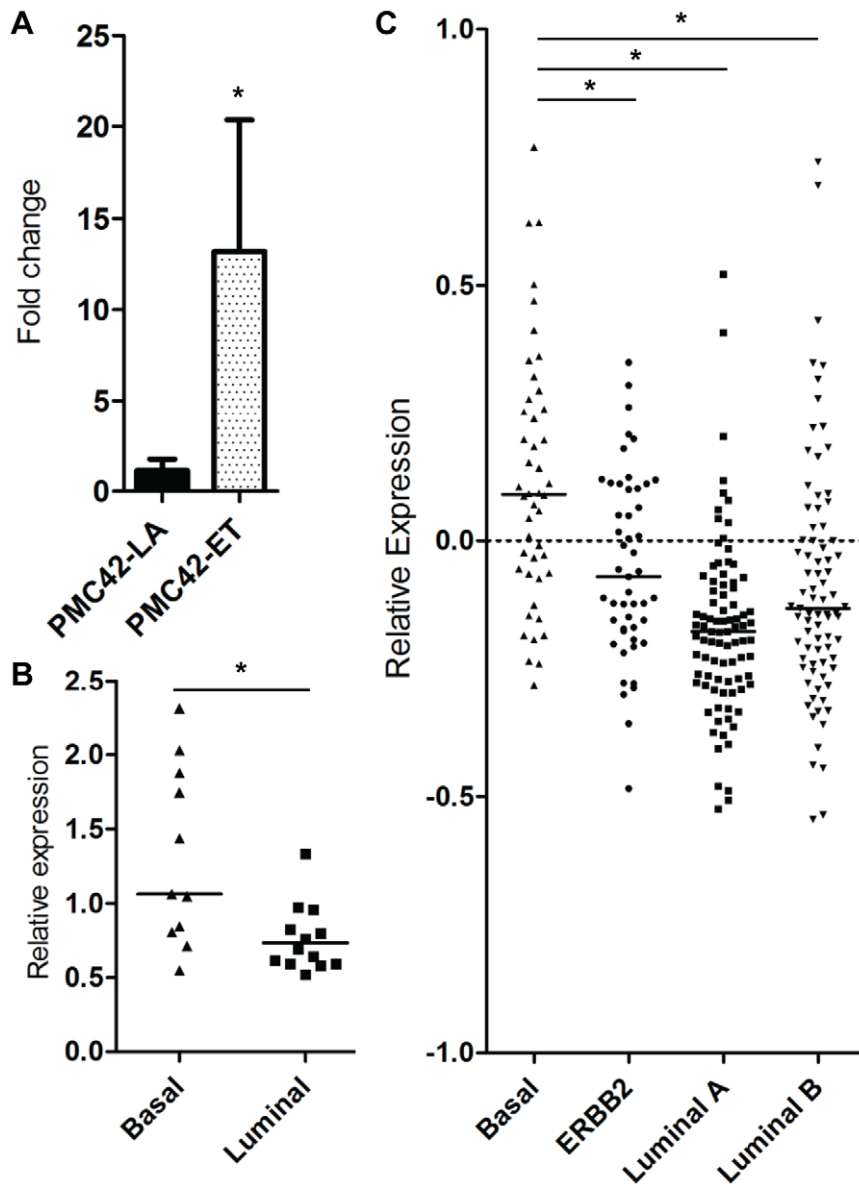 A
Fold change
25
20
15
10
5
0
*
PMC42-LA
PMC42-ET
B
Relative expression
2.5
2.0
1.5
1.0
0.5
0.0
*
Basal
Luminal
C
Relative Expression
1.0
0.5
0.0
-0.5
-1.0
*
*
*
Basal
ERBB2
Luminal A
Luminal B